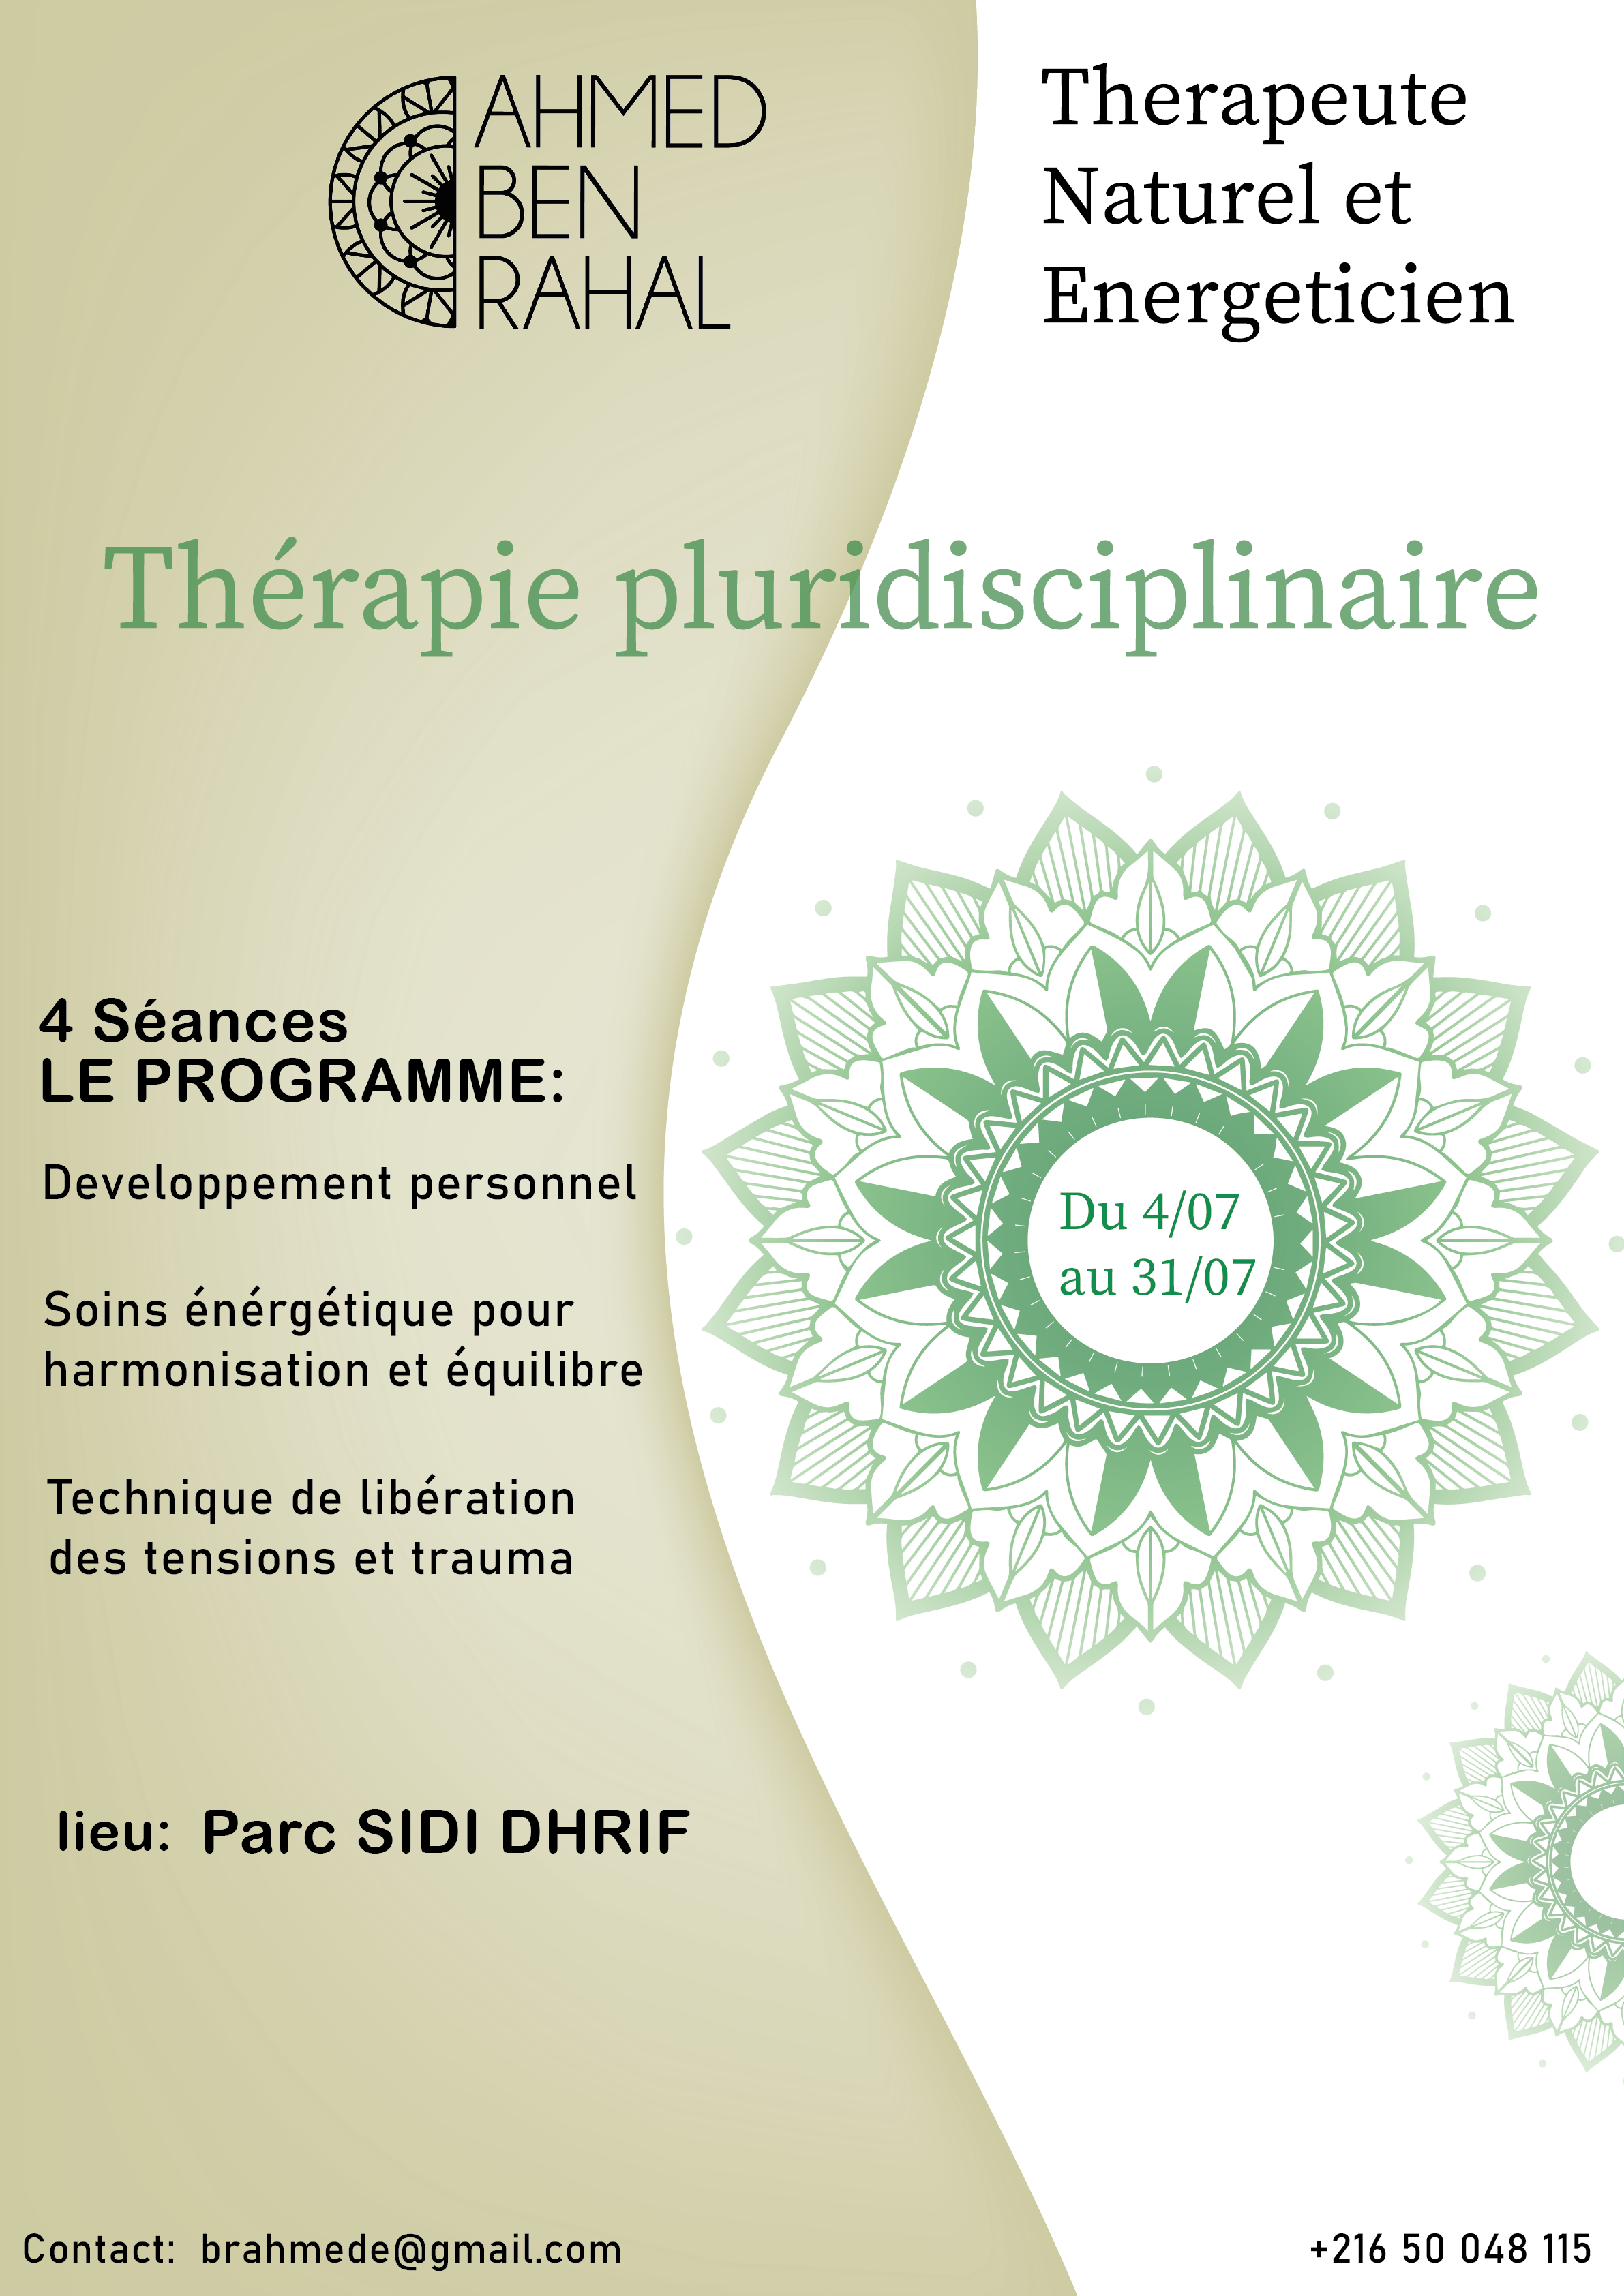 AHMED
BEN
RAHAL
Therapeute
Naturel et
Energeticien
Thérapie pluridisciplinaire
4 Séances
LE PROGRAMME:
Developpement personnel
Soins énérgétique pour
harmonisation et équilibre
Technique de libération
des tensions et trauma
Du 4/07
au 31/07
lieu: Parc SIDI DHRIF
Contact: brahmede@gmail.com
+216 50 048 115